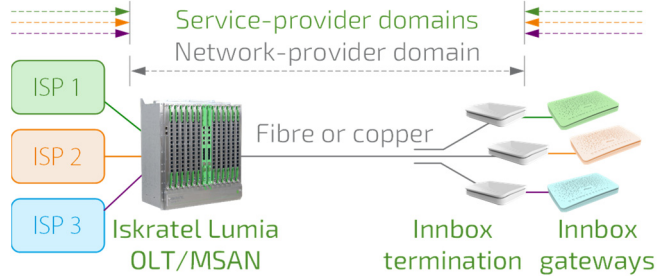 Service-provider domains
Network-provider domain
ISP 1
ISP 2
ISP 3
Fibre or copper
Iskratel Lumia
OLT/MSAN
Innbox
termination
Innbox
gateways